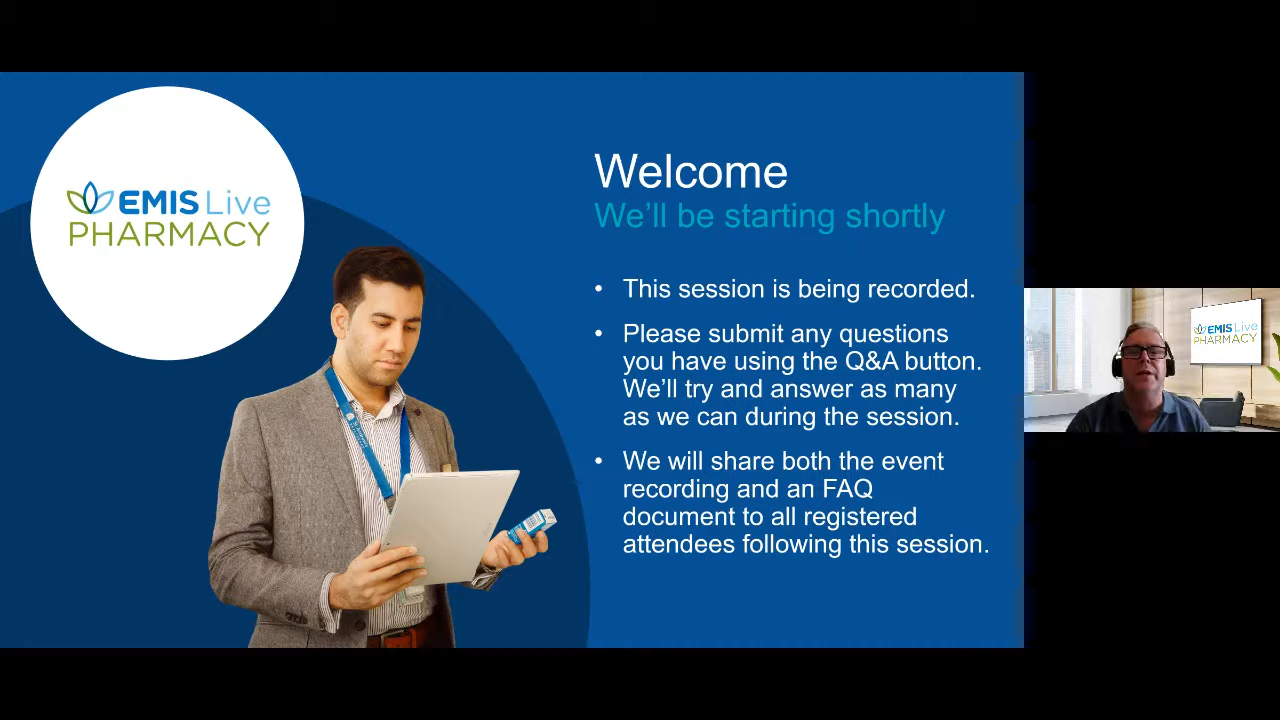 EMIS Live
PHARMACY
Welcome
We’ll be starting shortly
• This session is being recorded.
• Please submit any questions
you have using the Q&A button.
We’ll try and answer as many
as we can during the session.
• We will share both the event
recording and an FAQ
document to all registered
attendees following this session.
EMIS Live
PHARMACY